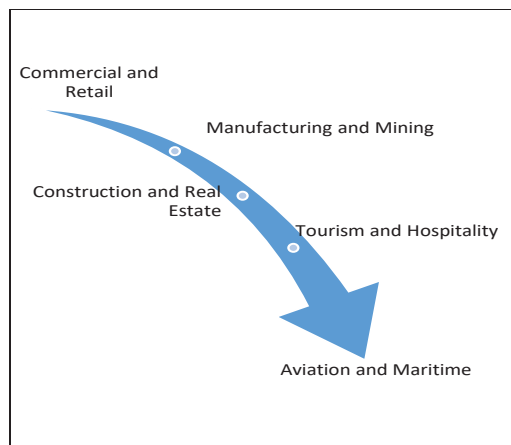 Commercial and
Retail
Manufacturing and Mining
Construction and Real
Estate
Tourism and Hospitality
Aviation and Maritime